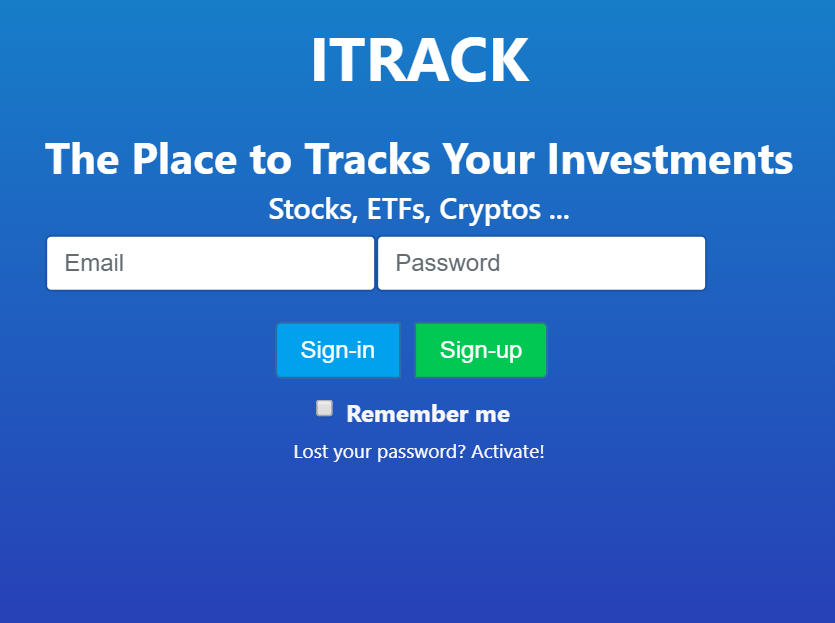 ITRACK
The Place to Tracks Your Investments
Stocks, ETFs, Cryptos ...
Email Password
Sign-in Sign-up
Remember me
Lost your password? Activate!